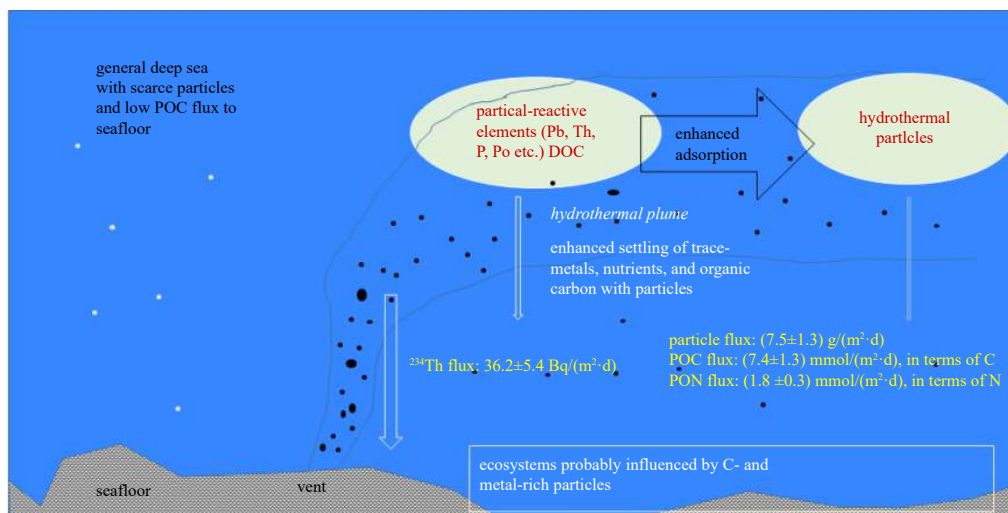 general deep sea
with scarce particles
and low POC flux to
seafloor
partical-reactive
elements (Pb, Th,
P, Po etc.) DOC
enhanced
adsorption
hydrothermal
particles
hydrothermal plume
enhanced settling of trace-
metals, nutrients, and organic
carbon with particles
²³⁴Th flux: 36.2±5.4 Bq/(m²·d)
particle flux: (7.5±1.3) g/(m²·d)
POC flux: (7.4±1.3) mmol/(m²·d), in terms of C
PON flux: (1.8 ±0.3) mmol/(m²·d), in terms of N
ecosystems probably influenced by C- and
metal-rich particles
seafloor
vent